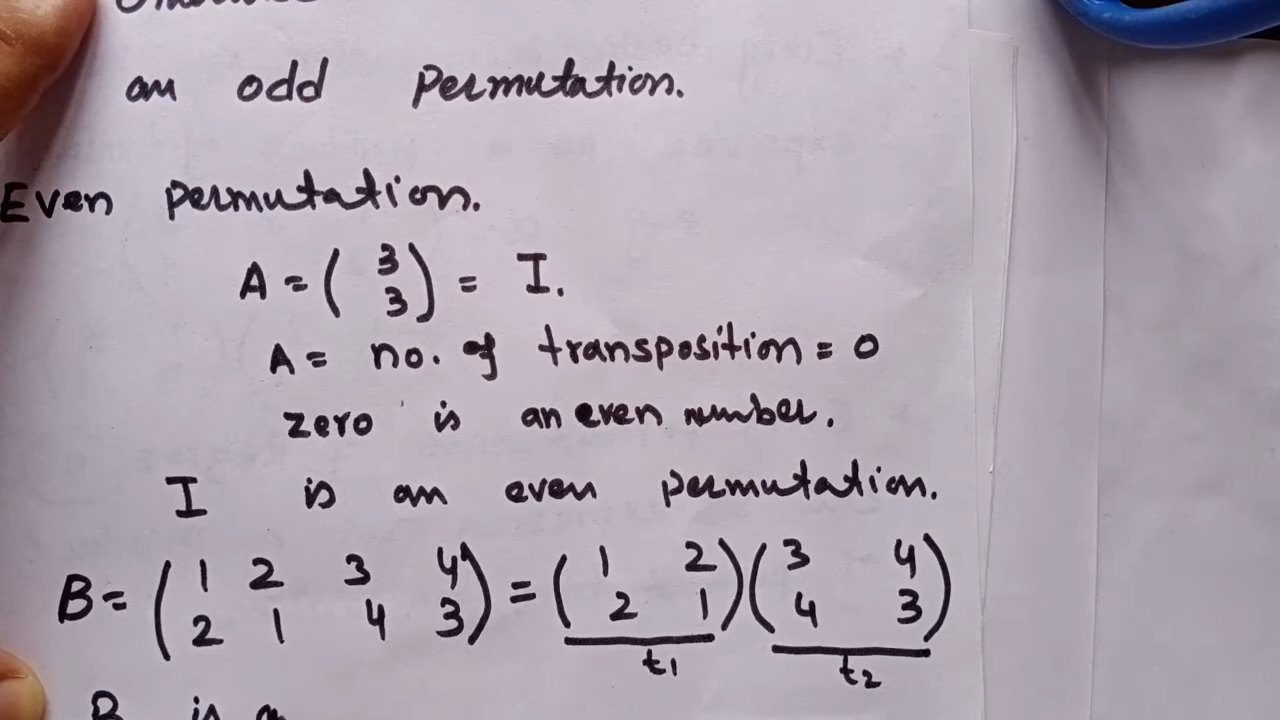 an odd permutation.
Even permutation.
A = ( 3 ) = I.
3
A = no. of transposition = 0
zero is an even number.
I is an even permutation.
B = ( 1 2 3 4 ) = ( 1 2 ) ( 3 4 )
2 1 4 3 2 1 4 3
t1 t2
B is